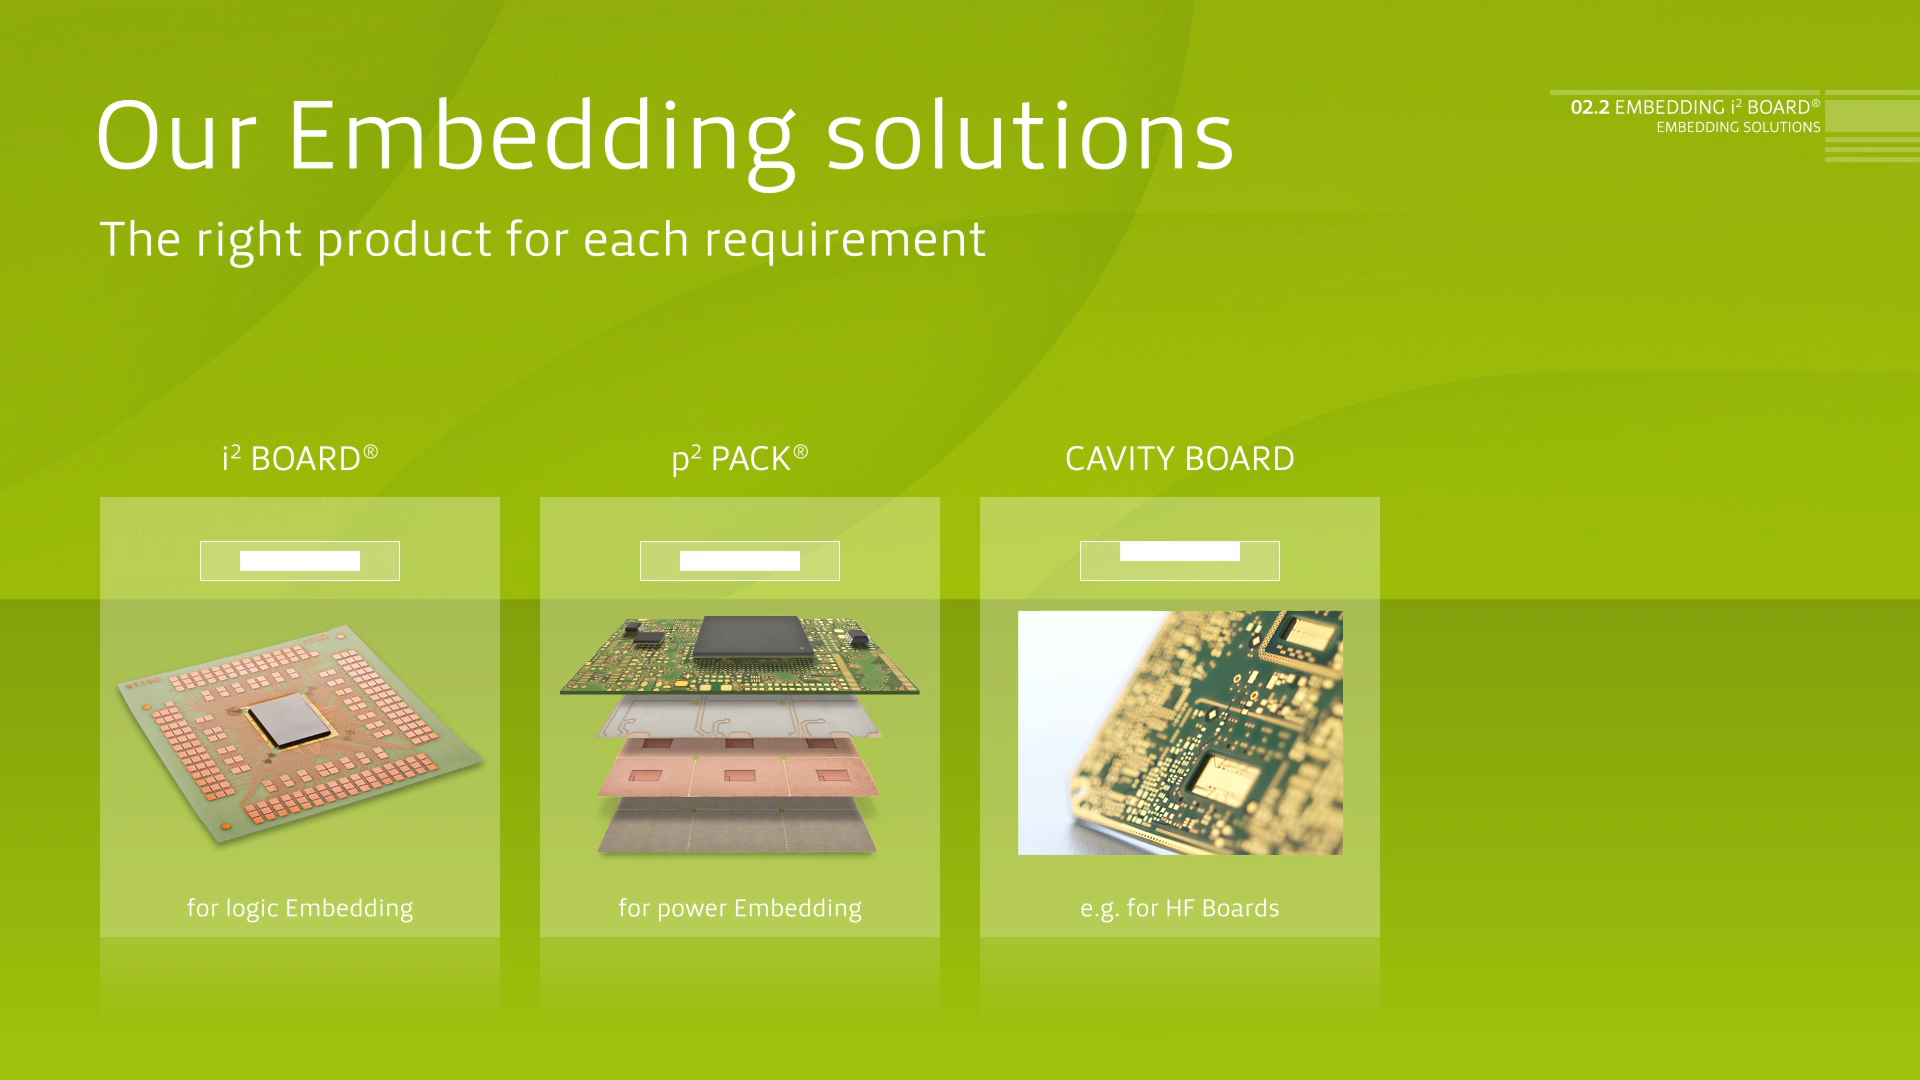 Our Embedding solutions
The right product for each requirement
02.2 EMBEDDING i² BOARD®
EMBEDDING SOLUTIONS
i² BOARD®
p² PACK®
CAVITY BOARD
for logic Embedding
for power Embedding
e.g. for HF Boards